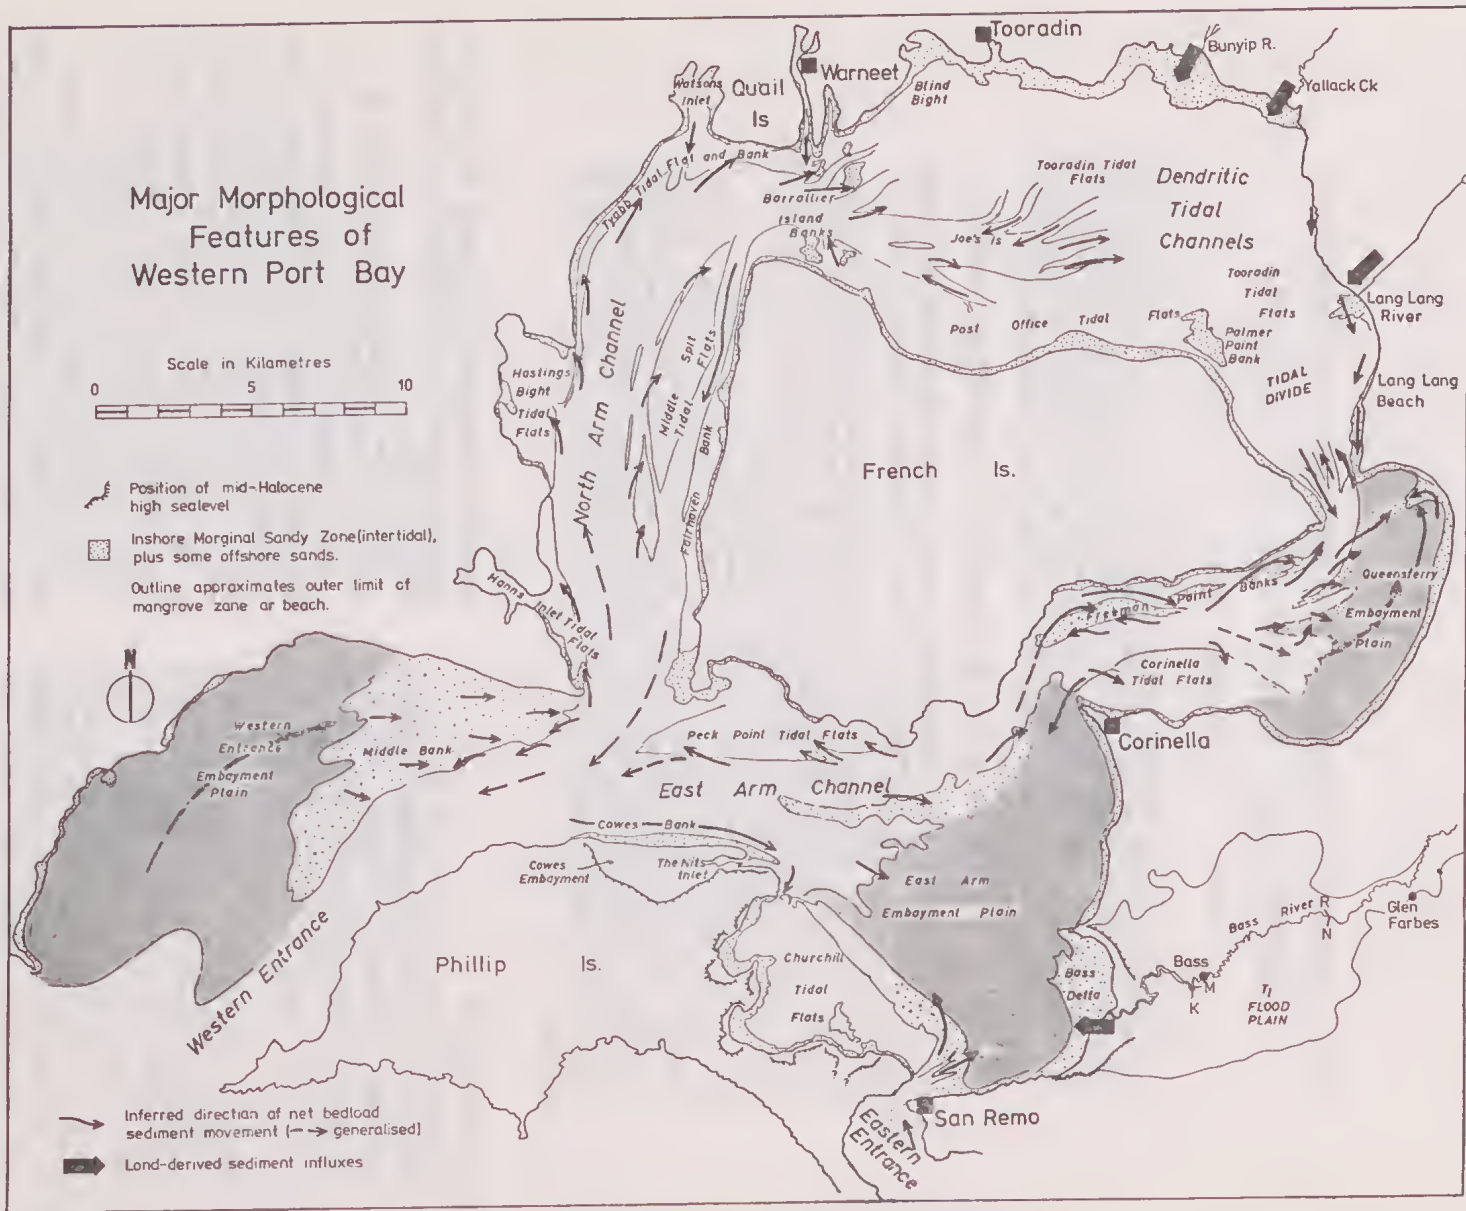 Major Morphological
Features of
Western Port Bay
Scale in Kilometres
0 5 10
Position of mid-Halocene
high sealevel
Inshore Morginal Sandy Zone(intertidal),
plus some offshore sands.
Outline approximates outer limit of
mangrove zone or beach.
N
Inferred direction of net bedload
sediment movement (--→ generalised)
Land-derived sediment influxes
Tooradin
Bunyip R.
Yallack Ck
Warneet
Quail
Is
Watsons
Inlet
Blind
Bight
Tyabb Tidal Flat and Bank
Barrallier
Island
Banks
Tooradin Tidal
Flats
Dendritic
Tidal
Channels
Joe's Is
Tooradin
Tidal
Flats
Lang Lang
River
Post Office Tidal Flats
Palmer
Point
Bank
TIDAL
DIVIDE
Lang Lang
Beach
Hastings
Bight
Tidal
Flats
North Arm Channel
Middle Spit
Tidal Flats
Fairhaven Bank
French Is.
Hanns Inlet Tidal
Flats
Freeman Point Banks
Queensferry
Embayment
Plain
Corinella
Tidal Flats
Corinella
Western
Entrance
Embayment
Plain
Middle Bank
Peck Point Tidal Flats
East Arm Channel
Cowes Bank
Cowes
Embayment
The Nits
Inlet
East Arm
Embayment Plain
Western Entrance
Phillip Is.
Churchill
Tidal
Flats
Bass
Delta
Bass
M
K
Bass River R
N
Glen
Farbes
T1
FLOOD
PLAIN
San Remo
Eastern
Entrance